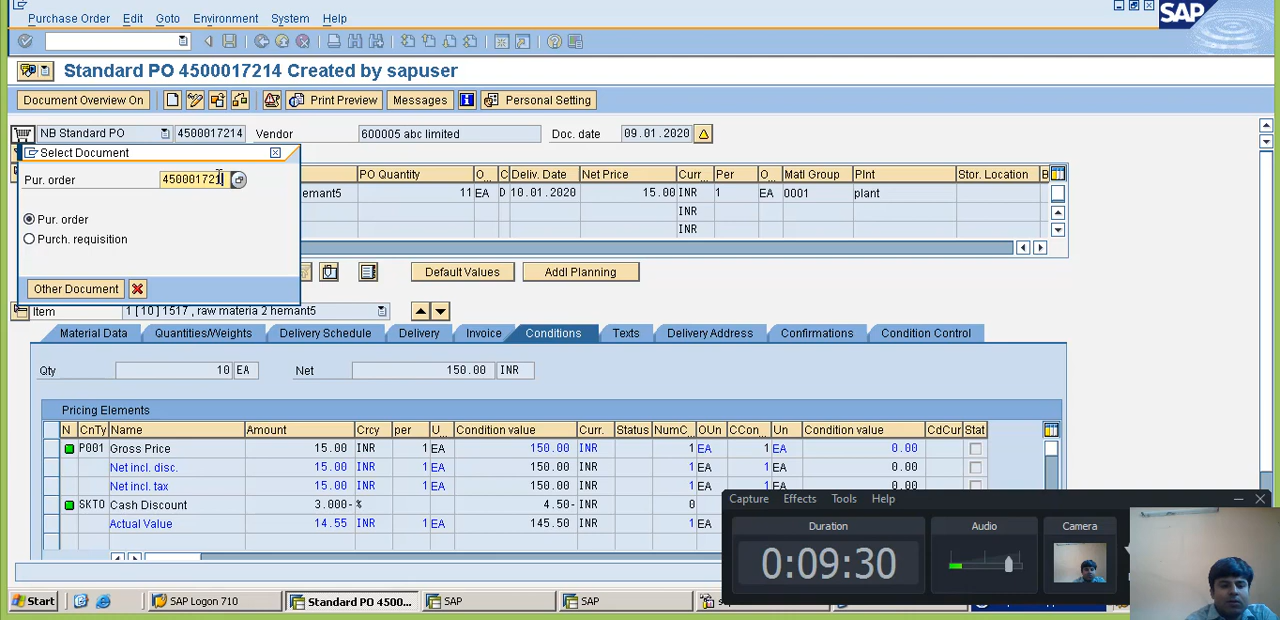 Purchase Order Edit Goto Environment System Help
SAP
Standard PO 4500017214 Created by sapuser
Document Overview On Print Preview Messages Personal Setting
NB Standard PO 4500017214 Vendor 600005 abc limited Doc. date 09.01.2020
Select Document
Pur. order 450001721
Pur. order
Purch. requisition
Other Document
PO Quantity O... C Deliv. Date Net Price Curr Per O... Matl Group Plnt Stor. Location B
hemant5 11 EA D 10.01.2020 15.00 INR 1 EA 0001 plant
INR
INR
Default Values Addl Planning
Item 1 [ 10 ] 1517 , raw materia 2 hemant5
Material Data Quantities/Weights Delivery Schedule Delivery Invoice Conditions Texts Delivery Address Confirmations Condition Control
Qty 10 EA Net 150.00 INR
Pricing Elements
N CnTy Name Amount Crcy per U... Condition value Curr. Status NumC... OUn CCon... Un Condition value CdCur Stat
P001 Gross Price 15.00 INR 1 EA 150.00 INR 1 EA 1 EA 0.00
Net incl. disc. 15.00 INR 1 EA 150.00 INR 1 EA 1 EA 0.00
Net incl. tax 15.00 INR 1 EA 150.00 INR 1 EA 1 EA 0.00
SKTO Cash Discount 3.000- % 4.50- INR 0
Actual Value 14.55 INR 1 EA 145.50 INR 1 EA
Capture Effects Tools Help
Duration Audio Camera
0:09:30
Start SAP Logon 710 Standard PO 4500... SAP SAP